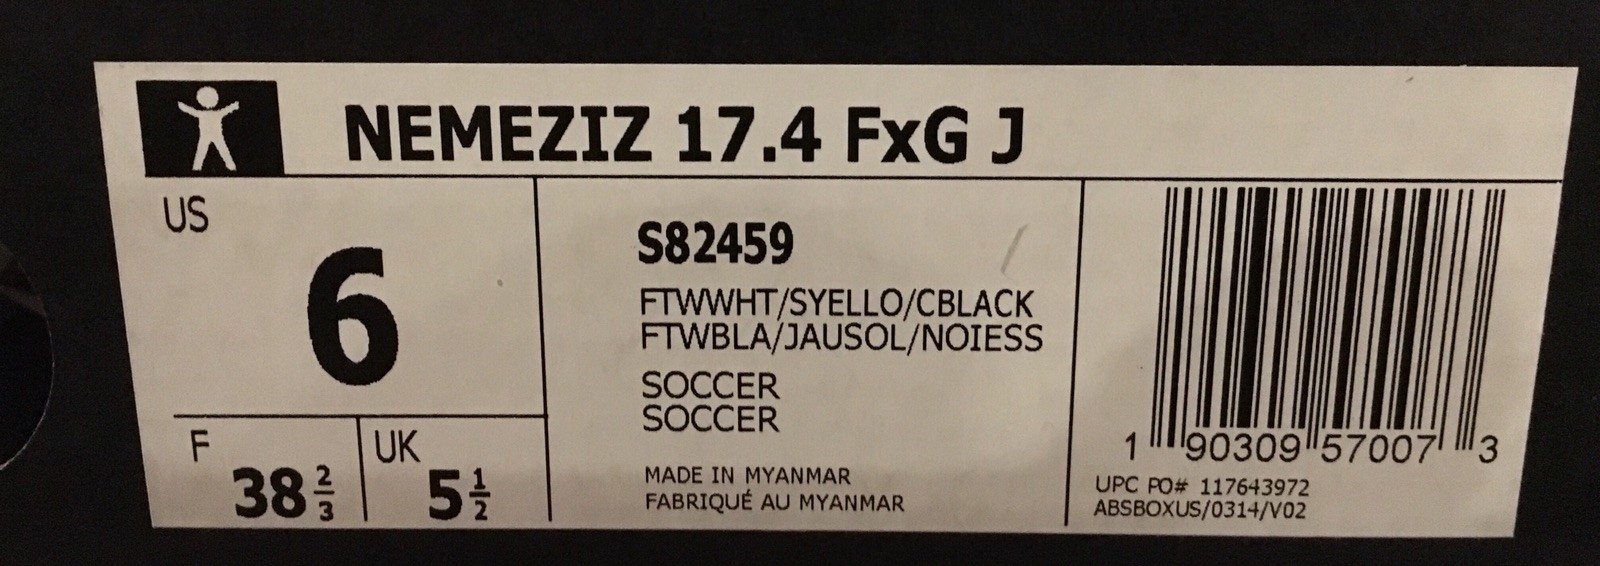 NEMEZIZ 17.4 FxG J
US
6
F
38 2/3
UK
5 1/2
S82459
FTWWHT/SYELLO/CBLACK
FTWBLA/JAUSOL/NOIESS
SOCCER
SOCCER
MADE IN MYANMAR
FABRIQUÉ AU MYANMAR
1 90309 57007 3
UPC PO# 117643972
ABSBOXUS/0314/V02